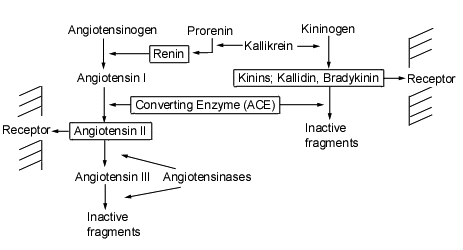 Angiotensinogen Prorenin Kininogen
Renin Kallikrein
Angiotensin I Kinins; Kallidin, Bradykinin Receptor
Converting Enzyme (ACE)
Receptor Angiotensin II Inactive
fragments
Angiotensin III Angiotensinases
Inactive
fragments